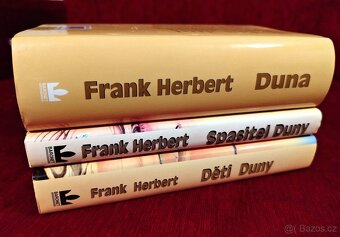 Frank Herbert Duna
Frank Herbert Spasitel Duny
Frank Herbert Děti Duny
Bazos.cz